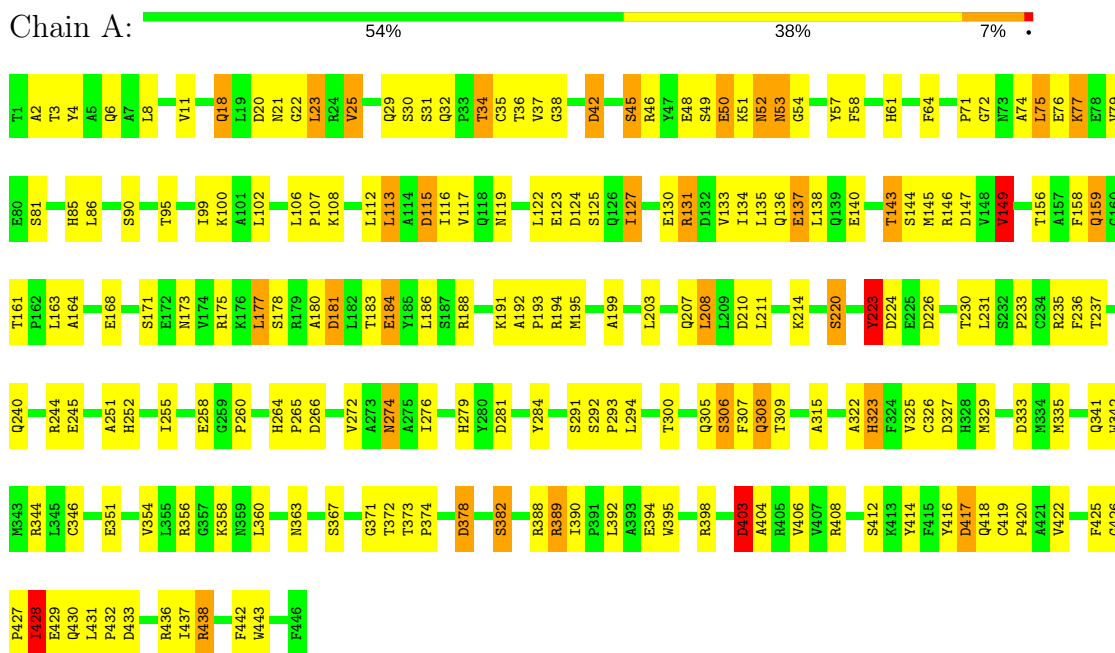 Chain A:
54% 38% 7% •
T1 A2 T3 Y4 A5 Q6 A7 L8 V11 Q18 L19 D20 N21 G22 L23 R24 V25 Q29 S30 S31 Q32 P33 T34 C35 T36 V37 G38 D42 S45 R46 Y47 E48 S49 E50 K51 N52 N53 G54 Y57 F58 H61 F64 P71 G72 N73 A74 L75 E76 K77 E78 V79
E80 S81 H85 L86 S90 T95 I99 K100 A101 L102 L106 P107 K108 L112 L113 A114 D115 I116 V117 Q118 N119 L122 E123 D124 S125 Q126 I127 E130 R131 D132 V133 I134 L135 Q136 E137 L138 Q139 E140 T143 S144 M145 R146 D147 V148 V149 T156 A157 F158 Q159
T161 P162 L163 A164 E168 S171 E172 N173 V174 R175 K176 L177 S178 R179 A180 D181 L182 T183 E184 Y185 L186 S187 R188 K191 A192 P193 R194 M195 A199 L203 Q207 L208 L209 D210 L211 K214 S220 Y223 D224 E225 D226 T230 L231 S232 P233 C234 R235 F236 T237
Q240 R244 E245 A251 H252 I255 E258 G259 P260 H264 P265 D266 V272 A273 N274 A275 I276 H279 Y280 D281 Y284 S291 S292 P293 L294 T300 Q305 S306 F307 Q308 T309 A315 A322 H323 F324 V325 C326 D327 H328 M329 D333 M334 M335 Q341 W342
M343 R344 L345 C346 E351 V354 L355 R356 G357 K358 N359 L360 N363 S367 G371 T372 T373 P374 D378 S382 R388 R389 I390 P391 L392 A393 E394 W395 R398 D403 A404 R405 V406 V407 R408 S412 K413 Y414 F415 Y416 D417 Q418 C419 P420 A421 V422 F425 G426
P427 I428 E429 Q430 L431 P432 D433 R436 I437 R438 F442 W443 F446